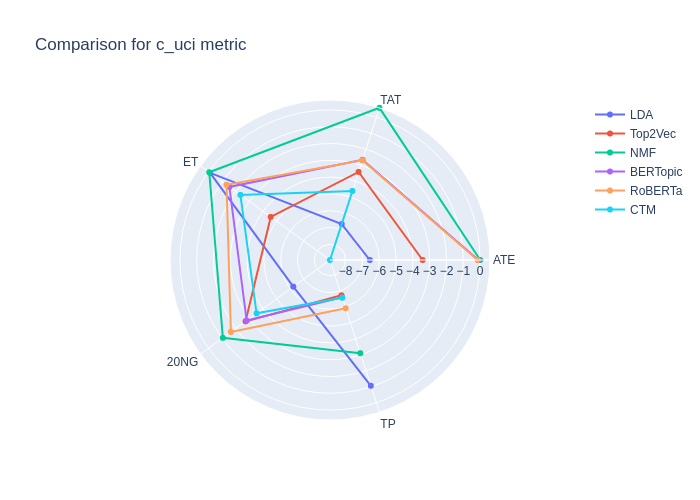 Comparison for c_uci metric
TAT
ET
ATE
20NG
TP
−8 −7 −6 −5 −4 −3 −2 −1 0
LDA
Top2Vec
NMF
BERTopic
RoBERTa
CTM